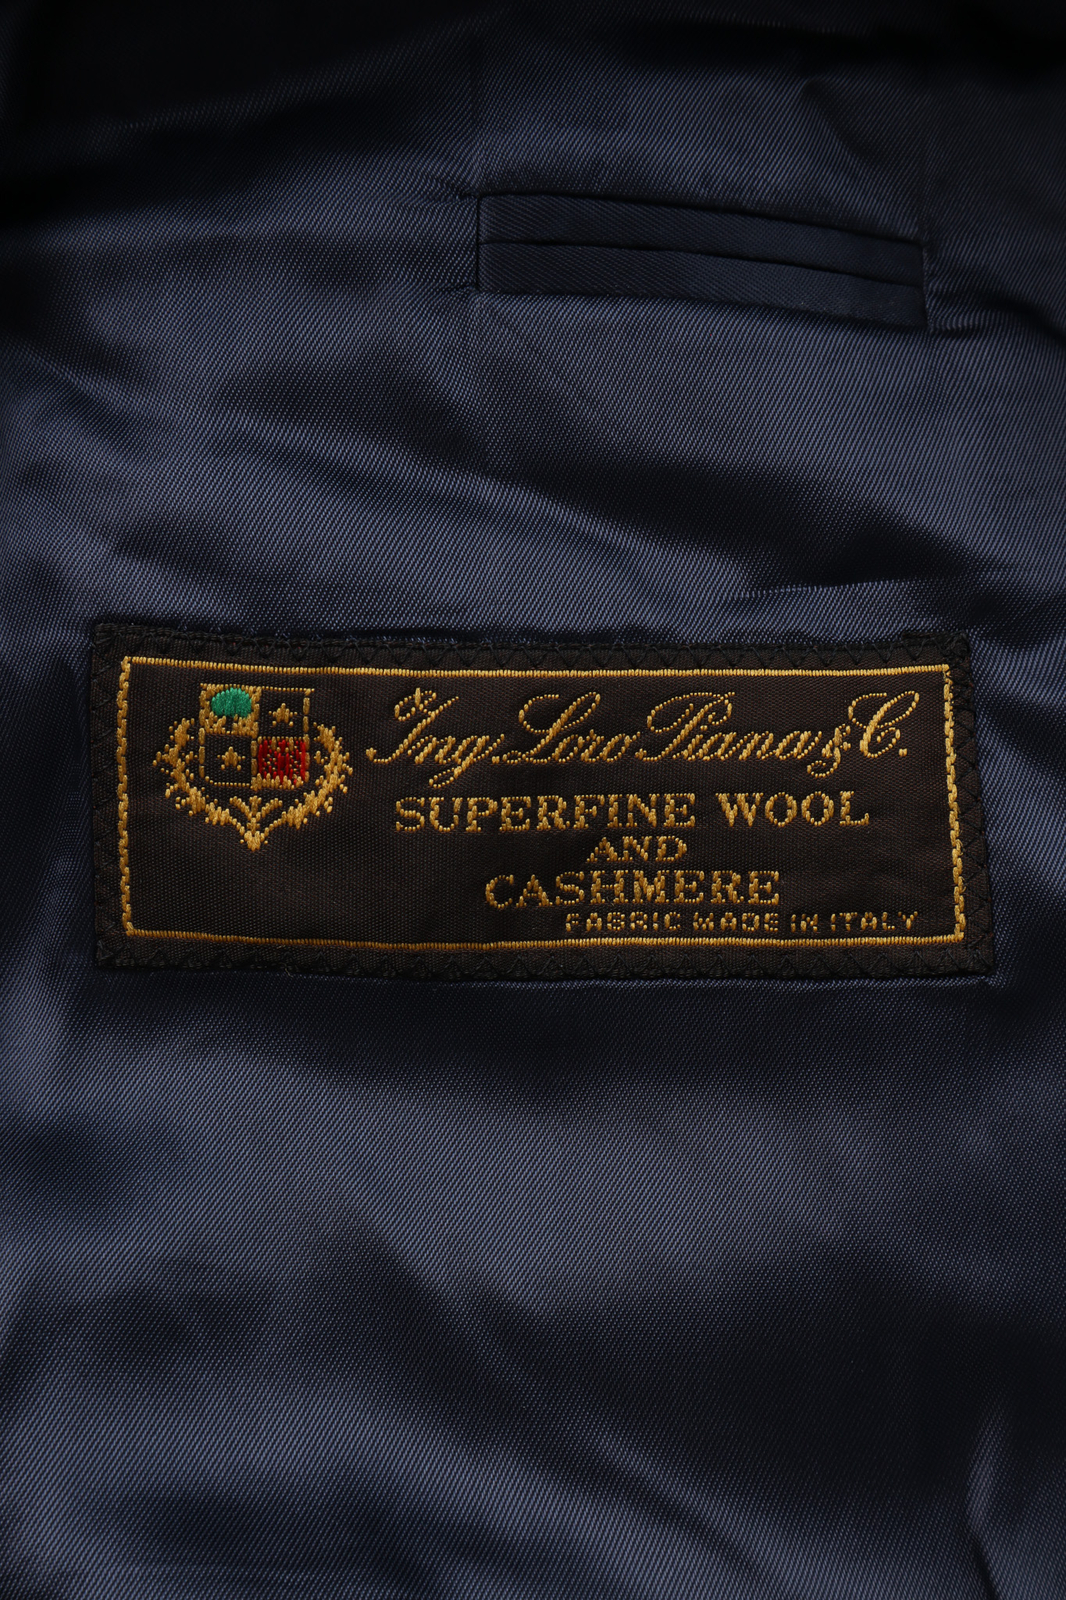 Ing. Loro Piana & C.
SUPERFINE WOOL
AND
CASHMERE
FABRIC MADE IN ITALY